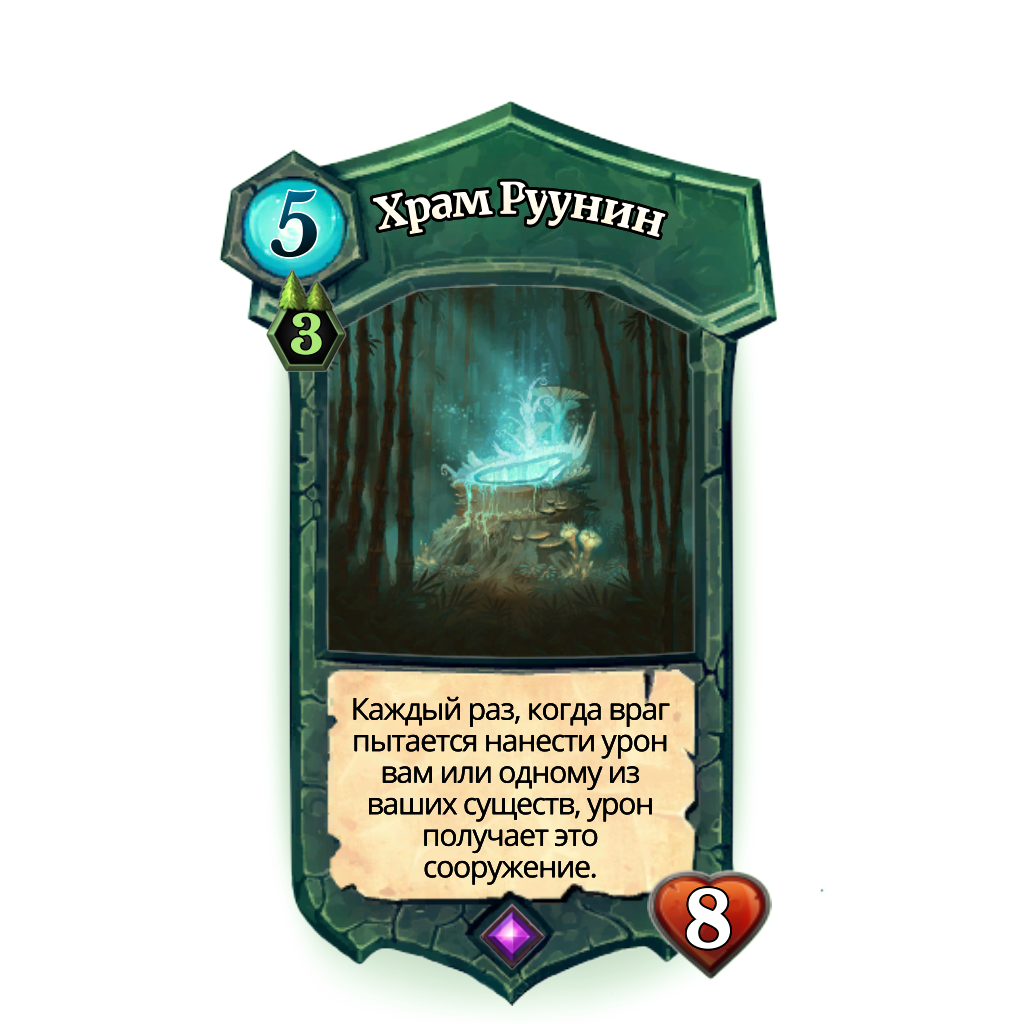 5
Храм Руунин
3
Каждый раз, когда враг
пытается нанести урон
вам или одному из
ваших существ, урон
получает это
сооружение.
8